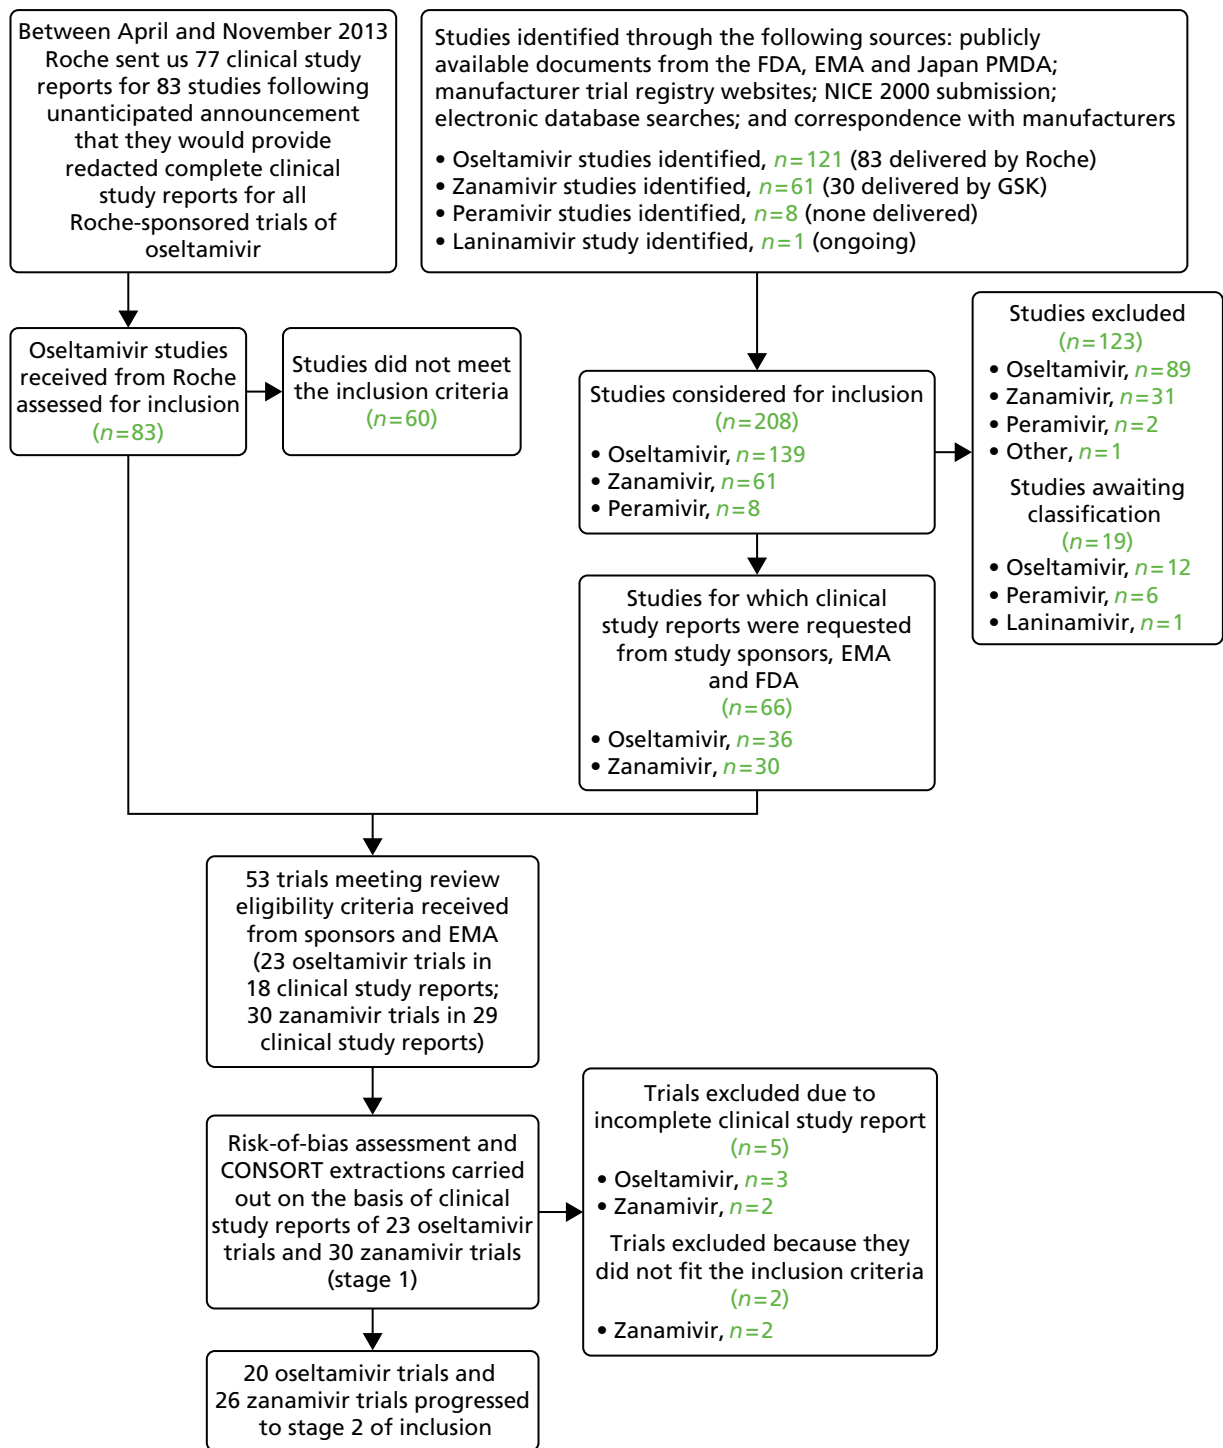 Between April and November 2013
Roche sent us 77 clinical study
reports for 83 studies following
unanticipated announcement
that they would provide
redacted complete clinical
study reports for all
Roche-sponsored trials of
oseltamivir
Studies identified through the following sources: publicly
available documents from the FDA, EMA and Japan PMDA;
manufacturer trial registry websites; NICE 2000 submission;
electronic database searches; and correspondence with manufacturers
• Oseltamivir studies identified, n=121 (83 delivered by Roche)
• Zanamivir studies identified, n=61 (30 delivered by GSK)
• Peramivir studies identified, n=8 (none delivered)
• Laninamivir study identified, n=1 (ongoing)
Oseltamivir studies
received from Roche
assessed for inclusion
(n=83)
Studies did not meet
the inclusion criteria
(n=60)
Studies considered for inclusion
(n=208)
• Oseltamivir, n=139
• Zanamivir, n=61
• Peramivir, n=8
Studies excluded
(n=123)
• Oseltamivir, n=89
• Zanamivir, n=31
• Peramivir, n=2
• Other, n=1
Studies awaiting
classification
(n=19)
• Oseltamivir, n=12
• Peramivir, n=6
• Laninamivir, n=1
Studies for which clinical
study reports were requested
from study sponsors, EMA
and FDA
(n=66)
• Oseltamivir, n=36
• Zanamivir, n=30
53 trials meeting review
eligibility criteria received
from sponsors and EMA
(23 oseltamivir trials in
18 clinical study reports;
30 zanamivir trials in 29
clinical study reports)
Risk-of-bias assessment and
CONSORT extractions carried
out on the basis of clinical
study reports of 23 oseltamivir
trials and 30 zanamivir trials
(stage 1)
Trials excluded due to
incomplete clinical study report
(n=5)
• Oseltamivir, n=3
• Zanamivir, n=2
Trials excluded because they
did not fit the inclusion criteria
(n=2)
• Zanamivir, n=2
20 oseltamivir trials and
26 zanamivir trials progressed
to stage 2 of inclusion